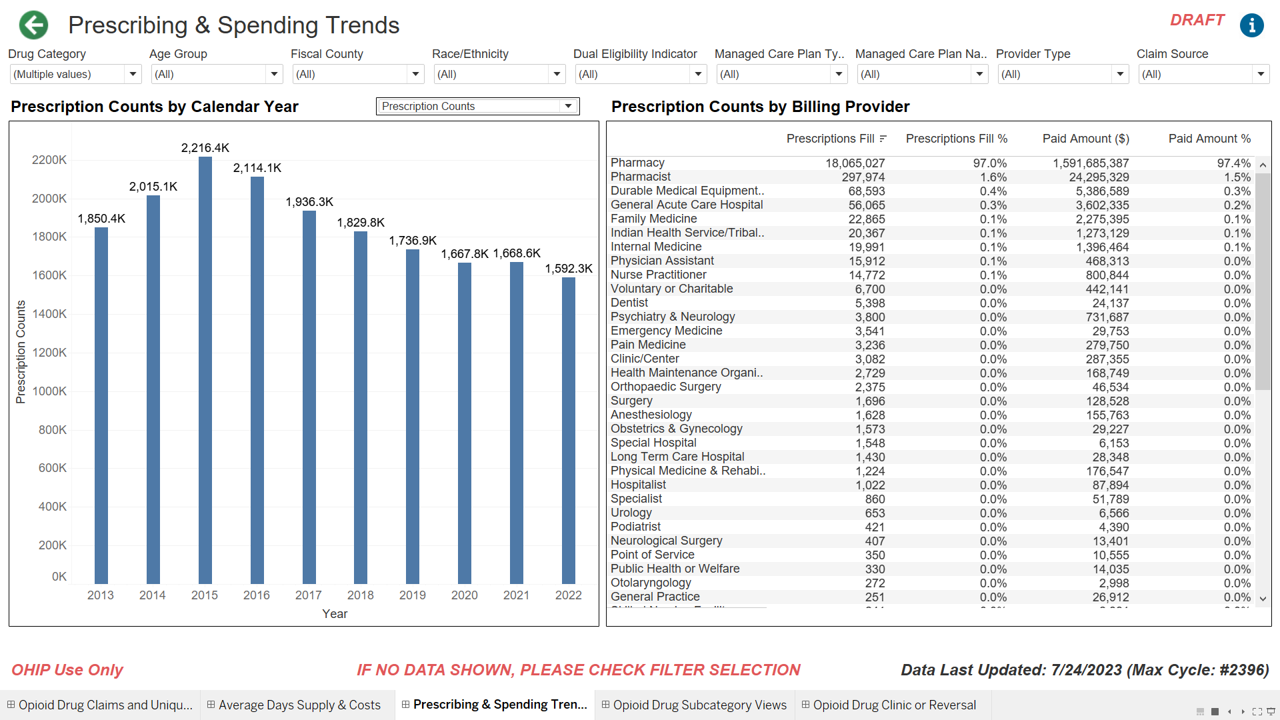 Prescribing & Spending Trends
DRAFT
Drug Category Age Group Fiscal County Race/Ethnicity Dual Eligibility Indicator Managed Care Plan Ty.. Managed Care Plan Na.. Provider Type Claim Source
(Multiple values) (All) (All) (All) (All) (All) (All) (All) (All)
Prescription Counts by Calendar Year
Prescription Counts
2200K
2000K
1800K
1600K
1400K
1200K
1000K
800K
600K
400K
200K
0K
Prescription Counts
1,850.4K
2,015.1K
2,216.4K
2,114.1K
1,936.3K
1,829.8K
1,736.9K
1,667.8K
1,668.6K
1,592.3K
2013 2014 2015 2016 2017 2018 2019 2020 2021 2022
Year
Prescription Counts by Billing Provider
Prescriptions Fill Prescriptions Fill % Paid Amount ($) Paid Amount %
Pharmacy 18,065,027 97.0% 1,591,685,387 97.4%
Pharmacist 297,974 1.6% 24,295,329 1.5%
Durable Medical Equipment.. 68,593 0.4% 5,386,589 0.3%
General Acute Care Hospital 56,065 0.3% 3,602,335 0.2%
Family Medicine 22,865 0.1% 2,275,395 0.1%
Indian Health Service/Tribal.. 20,367 0.1% 1,273,129 0.1%
Internal Medicine 19,991 0.1% 1,396,464 0.1%
Physician Assistant 15,912 0.1% 468,313 0.0%
Nurse Practitioner 14,772 0.1% 800,844 0.0%
Voluntary or Charitable 6,700 0.0% 442,141 0.0%
Dentist 5,398 0.0% 24,137 0.0%
Psychiatry & Neurology 3,800 0.0% 731,687 0.0%
Emergency Medicine 3,541 0.0% 29,753 0.0%
Pain Medicine 3,236 0.0% 279,750 0.0%
Clinic/Center 3,082 0.0% 287,355 0.0%
Health Maintenance Organi.. 2,729 0.0% 168,749 0.0%
Orthopaedic Surgery 2,375 0.0% 46,534 0.0%
Surgery 1,696 0.0% 128,528 0.0%
Anesthesiology 1,628 0.0% 155,763 0.0%
Obstetrics & Gynecology 1,573 0.0% 29,227 0.0%
Special Hospital 1,548 0.0% 6,153 0.0%
Long Term Care Hospital 1,430 0.0% 28,348 0.0%
Physical Medicine & Rehabi.. 1,224 0.0% 176,547 0.0%
Hospitalist 1,022 0.0% 87,894 0.0%
Specialist 860 0.0% 51,789 0.0%
Urology 653 0.0% 6,566 0.0%
Podiatrist 421 0.0% 4,390 0.0%
Neurological Surgery 407 0.0% 13,401 0.0%
Point of Service 350 0.0% 10,555 0.0%
Public Health or Welfare 330 0.0% 14,035 0.0%
Otolaryngology 272 0.0% 2,998 0.0%
General Practice 251 0.0% 26,912 0.0%
OHIP Use Only
IF NO DATA SHOWN, PLEASE CHECK FILTER SELECTION
Data Last Updated: 7/24/2023 (Max Cycle: #2396)
Opioid Drug Claims and Uniqu... Average Days Supply & Costs Prescribing & Spending Tren... Opioid Drug Subcategory Views Opioid Drug Clinic or Reversal